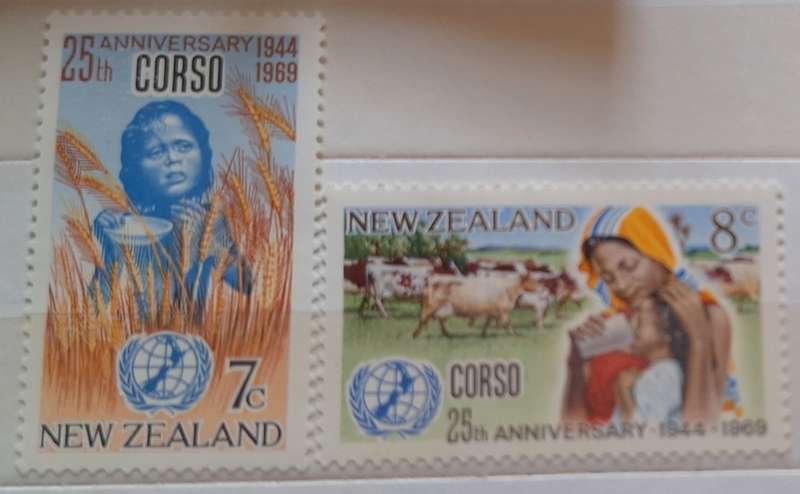 25th ANNIVERSARY 1944
CORSO 1969
7c
NEW ZEALAND
NEW ZEALAND 8c
CORSO
25th ANNIVERSARY · 1944 - 1969